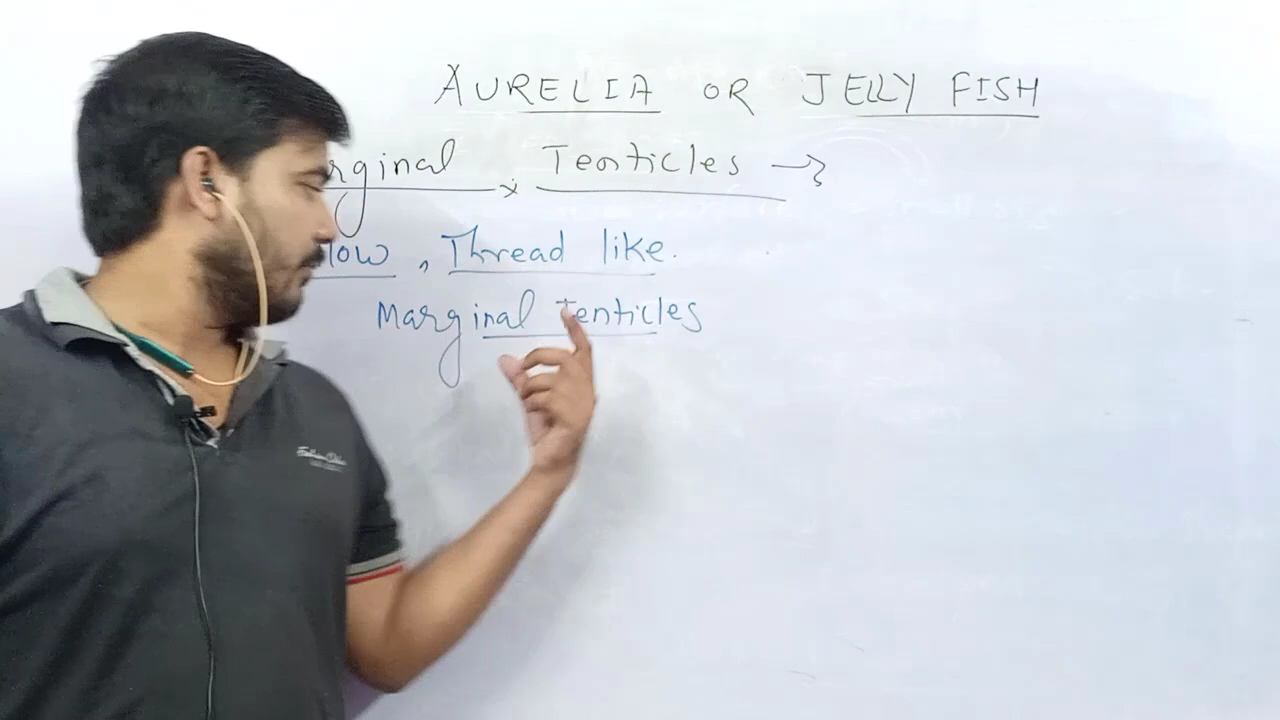 AURELIA OR JELLY FISH
rginal Tenticles →
low, Thread like.
Marginal Tenticles